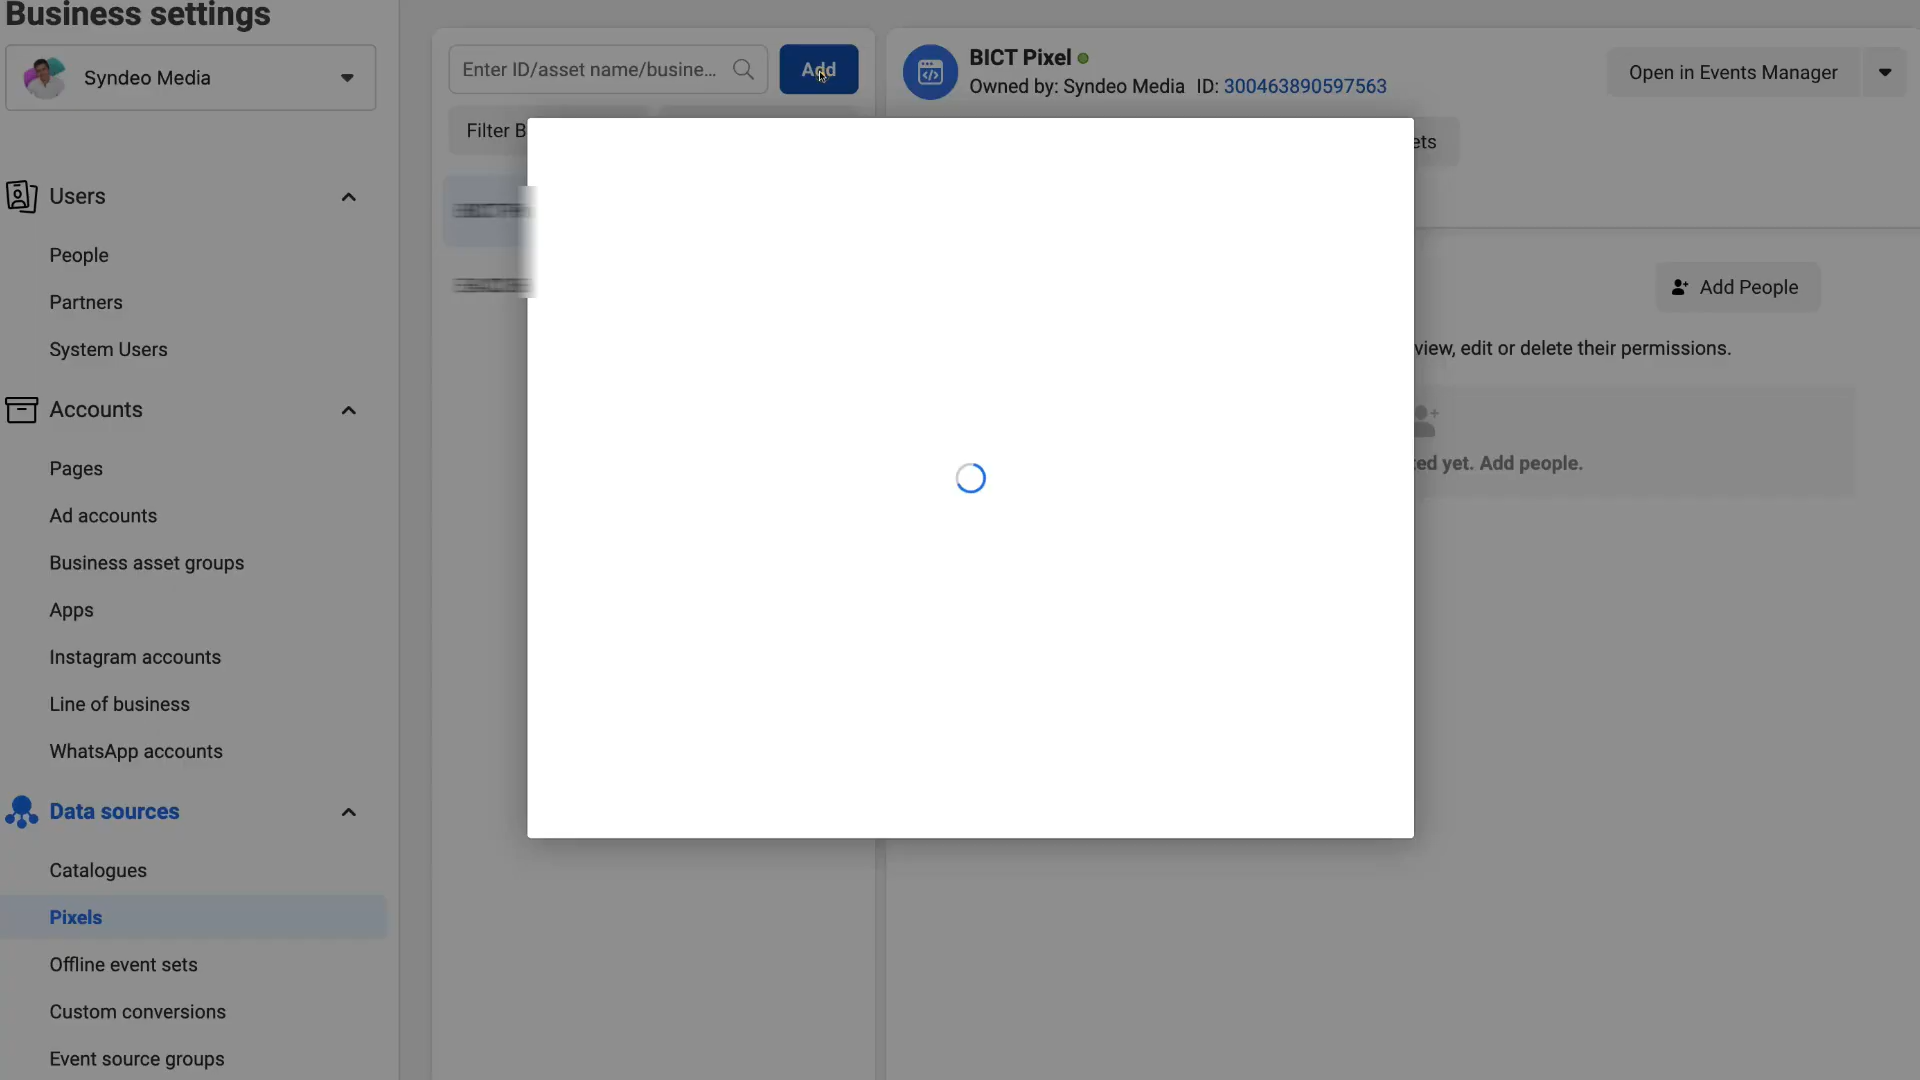 Business settings
Syndeo Media
Users
People
Partners
System Users
Accounts
Pages
Ad accounts
Business asset groups
Apps
Instagram accounts
Line of business
WhatsApp accounts
Data sources
Catalogues
Pixels
Offline event sets
Custom conversions
Event source groups
Enter ID/asset name/busine...
Add
Filter B
BICT Pixel
Owned by: Syndeo Media ID: 300463890597563
Open in Events Manager
ets
Add People
view, edit or delete their permissions.
ted yet. Add people.